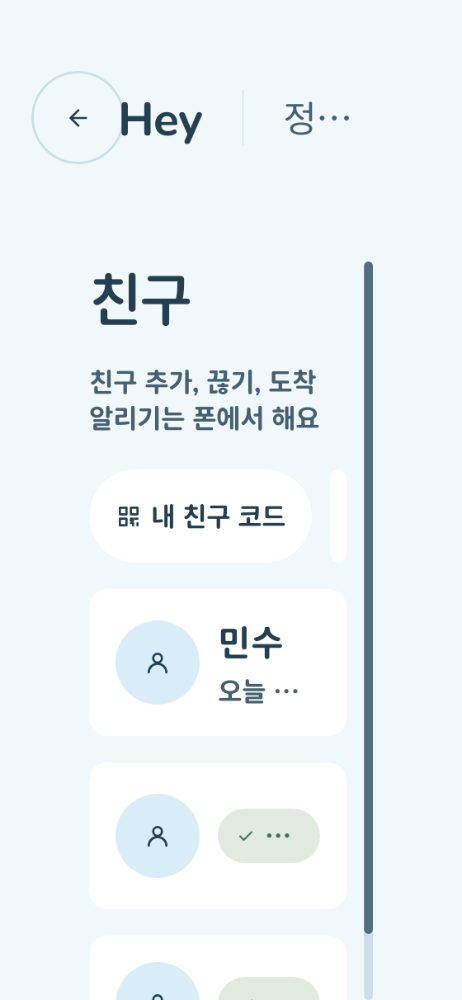 Hey
정…
친구
친구 추가, 끊기, 도착
알리기는 폰에서 해요
내 친구 코드
민수
오늘 …
…